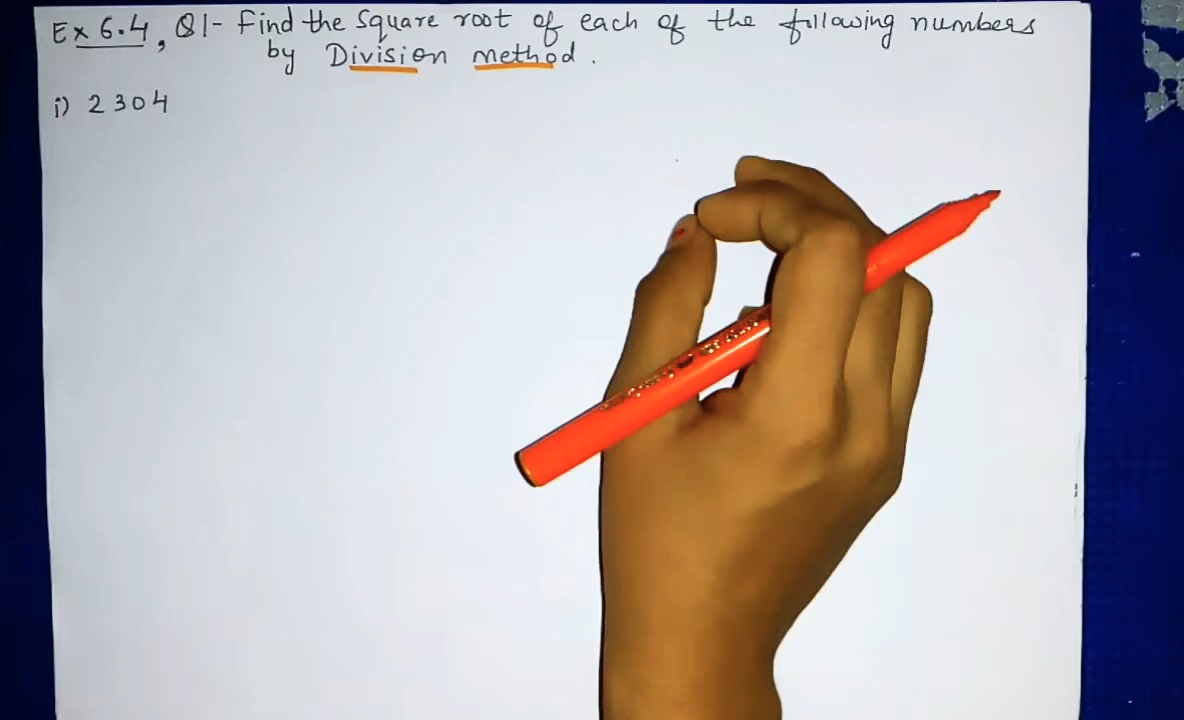 Ex 6.4, Q1- Find the Square root of each of the following numbers
by Division method.
i) 2304